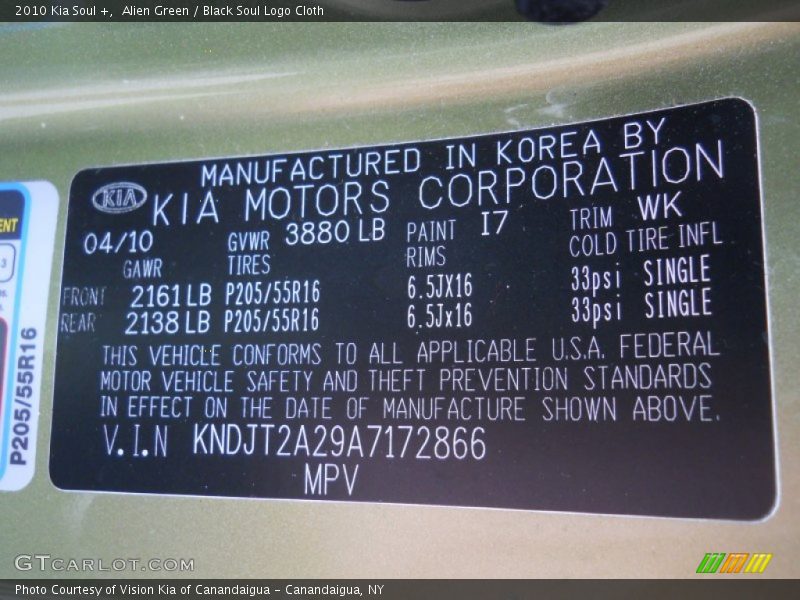 2010 Kia Soul +,  Alien Green / Black Soul Logo Cloth
MANUFACTURED IN KOREA BY
KIA KIA MOTORS CORPORATION
04/10 GVWR 3880 LB PAINT I7 TRIM WK
GAWR TIRES RIMS COLD TIRE INFL
FRONT 2161 LB P205/55R16 6.5JX16 33psi SINGLE
REAR 2138 LB P205/55R16 6.5Jx16 33psi SINGLE
THIS VEHICLE CONFORMS TO ALL APPLICABLE U.S.A. FEDERAL
MOTOR VEHICLE SAFETY AND THEFT PREVENTION STANDARDS
IN EFFECT ON THE DATE OF MANUFACTURE SHOWN ABOVE.
V.I.N KNDJT2A29A7172866
MPV
P205/55R16
GTCARLOT.COM
Photo Courtesy of Vision Kia of Canandaigua - Canandaigua, NY